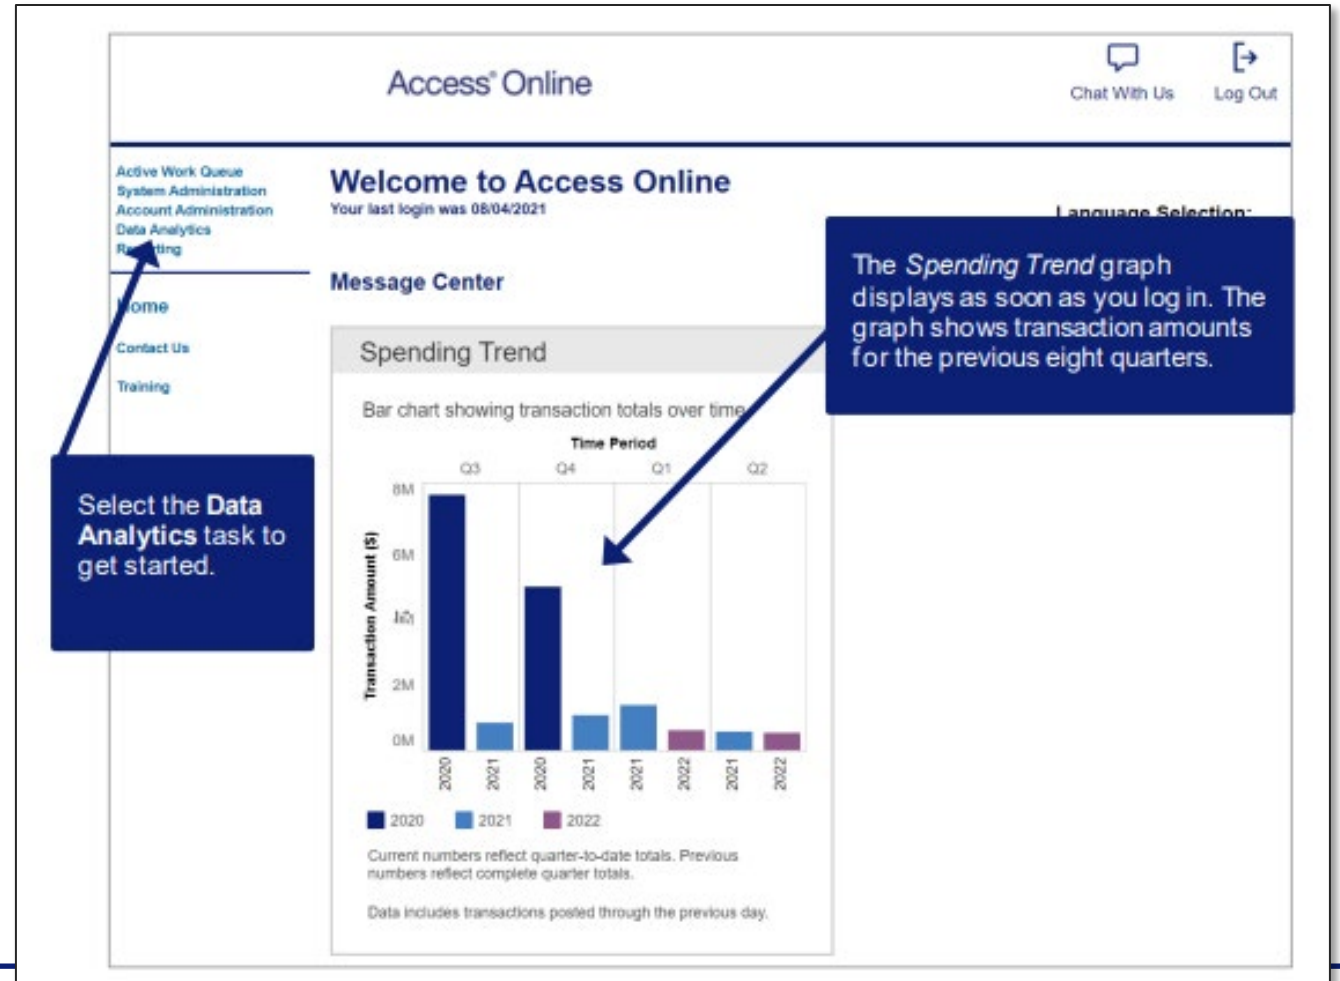 Access® Online
Chat With Us
Log Out
Active Work Queue
System Administration
Account Administration
Data Analytics
Reporting
Home
Contact Us
Training
Welcome to Access Online
Your last login was 08/04/2021
Language Selection:
Message Center
The Spending Trend graph
displays as soon as you log in. The
graph shows transaction amounts
for the previous eight quarters.
Select the Data
Analytics task to
get started.
Spending Trend
Bar chart showing transaction totals over time
Time Period
Q3 Q4 Q1 Q2
Transaction Amount ($)
8M
6M
2M
0M
2020 2021 2020 2021 2021 2022 2021 2022
2020 2021 2022
Current numbers reflect quarter-to-date totals. Previous
numbers reflect complete quarter totals.
Data includes transactions posted through the previous day.